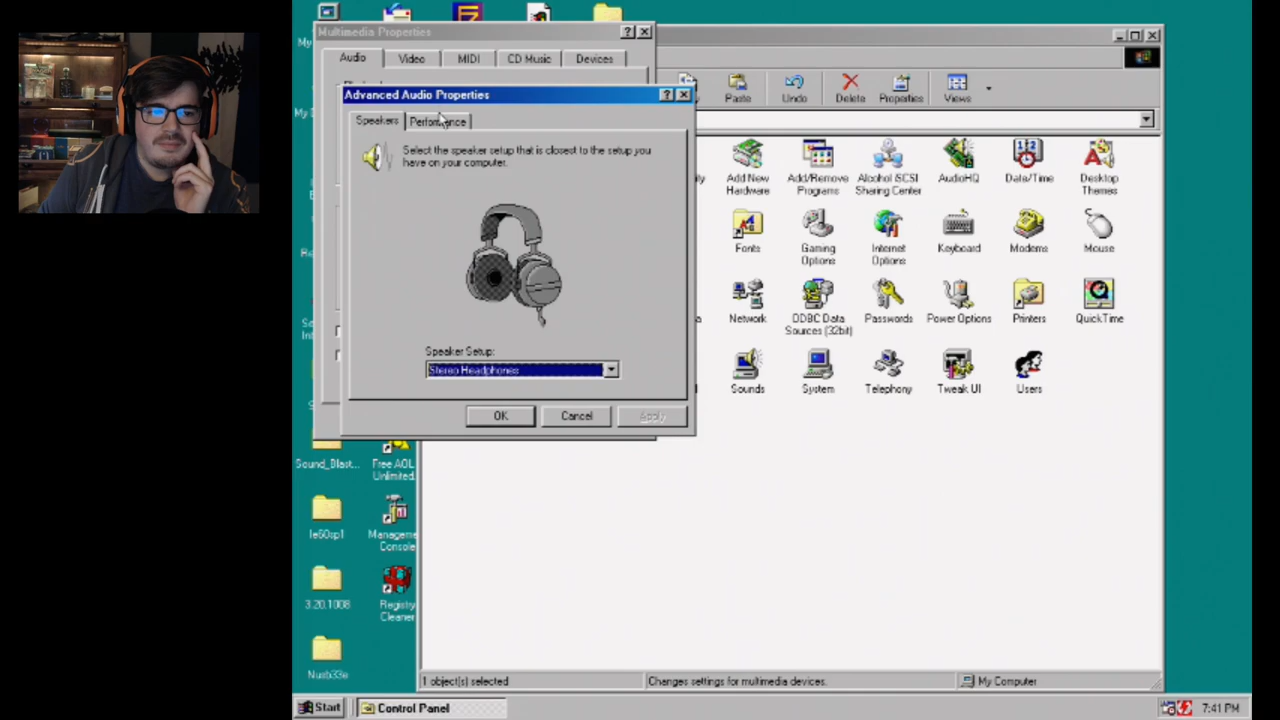 Multimedia Properties
Audio
Video
MIDI
CD Music
Devices
Advanced Audio Properties
Speakers
Performance
Select the speaker setup that is closest to the setup you
have on your computer.
Speaker Setup:
Stereo Headphones
OK
Cancel
Apply
Paste
Undo
Delete
Properties
Views
Add New
Hardware
Add/Remove
Programs
Alcohol iSCSI
Sharing Center
AudioHQ
Date/Time
Desktop
Themes
Fonts
Gaming
Options
Internet
Options
Keyboard
Modems
Mouse
Network
ODBC Data
Sources (32bit)
Passwords
Power Options
Printers
QuickTime
Sounds
System
Telephony
Tweak UI
Users
Sound_Blast...
Free AOL
Unlimited
Ie60sp1
Manageme
Console
3.20.1008
Registry
Cleaner
Nusb33e
1 object(s) selected
Changes settings for multimedia devices.
My Computer
Start
Control Panel
7:41 PM